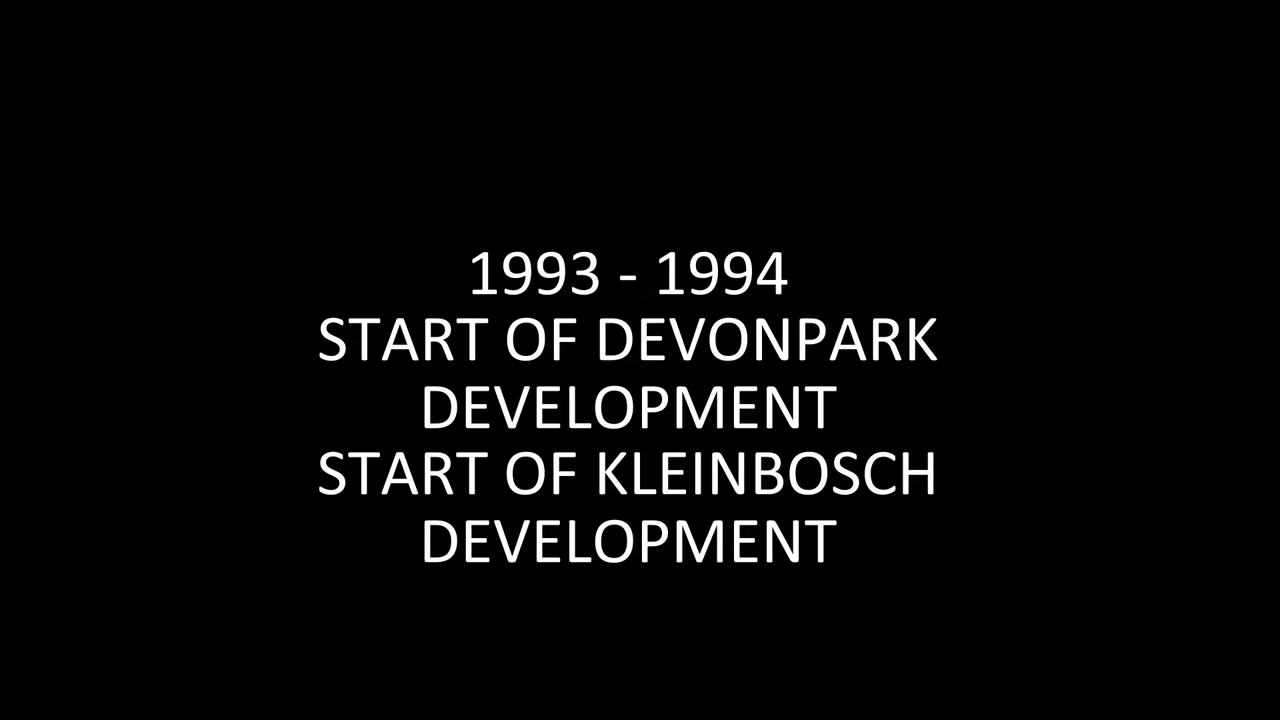 1993 - 1994
START OF DEVONPARK
DEVELOPMENT
START OF KLEINBOSCH
DEVELOPMENT